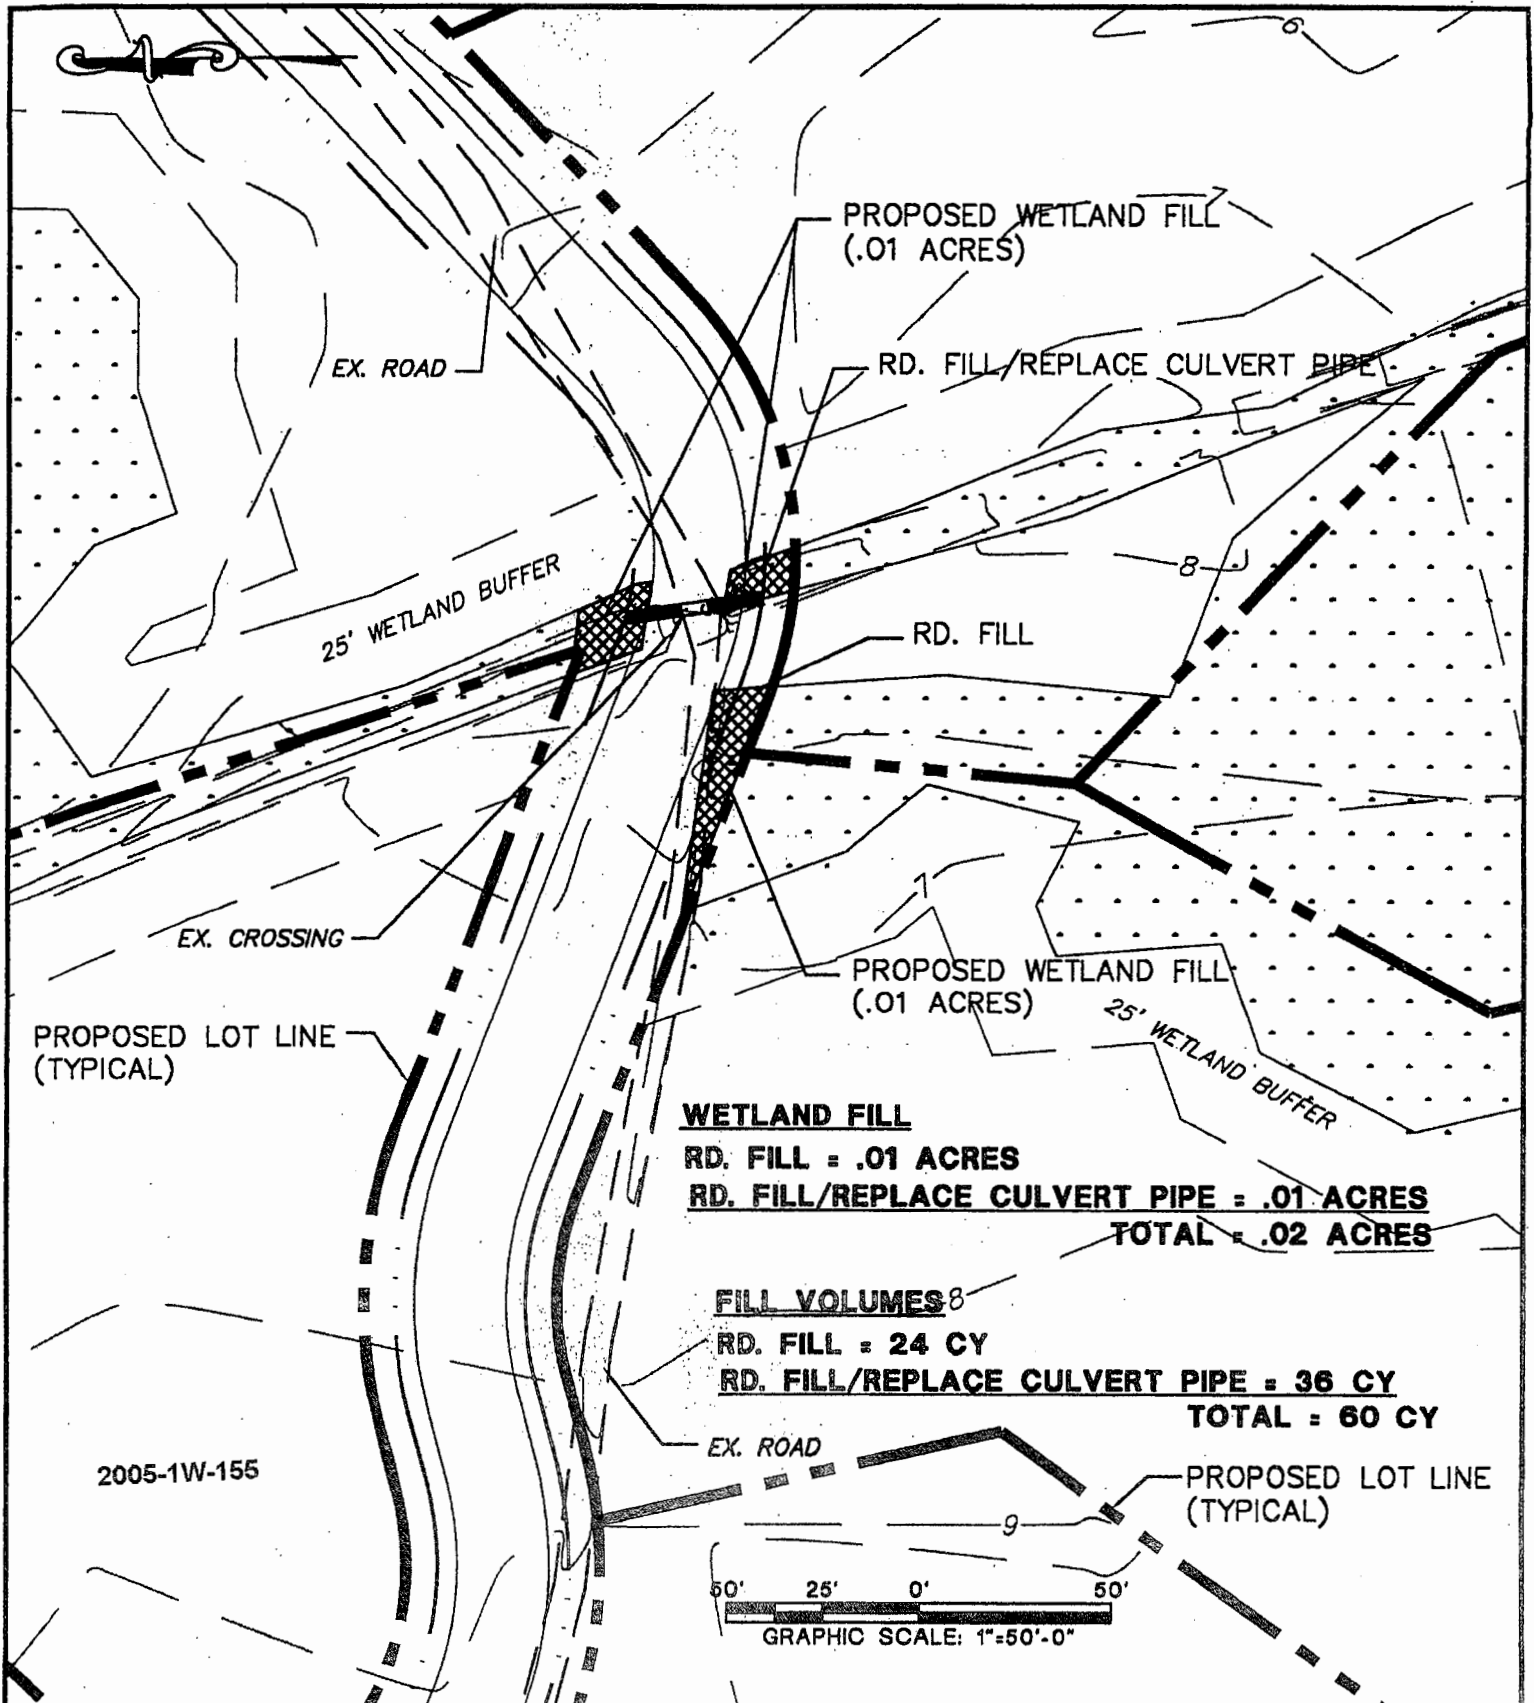 6
PROPOSED WETLAND FILL
(.01 ACRES)
7
EX. ROAD
RD. FILL/REPLACE CULVERT PIPE
8
25' WETLAND BUFFER
RD. FILL
7
EX. CROSSING
PROPOSED WETLAND FILL
(.01 ACRES)
25' WETLAND BUFFER
PROPOSED LOT LINE
(TYPICAL)
WETLAND FILL
RD. FILL = .01 ACRES
RD. FILL/REPLACE CULVERT PIPE = .01 ACRES
TOTAL = .02 ACRES
FILL VOLUMES
8
RD. FILL = 24 CY
RD. FILL/REPLACE CULVERT PIPE = 36 CY
TOTAL = 60 CY
EX. ROAD
2005-1W-155
PROPOSED LOT LINE
(TYPICAL)
9
50' 25' 0' 50'
GRAPHIC SCALE: 1"=50'-0"